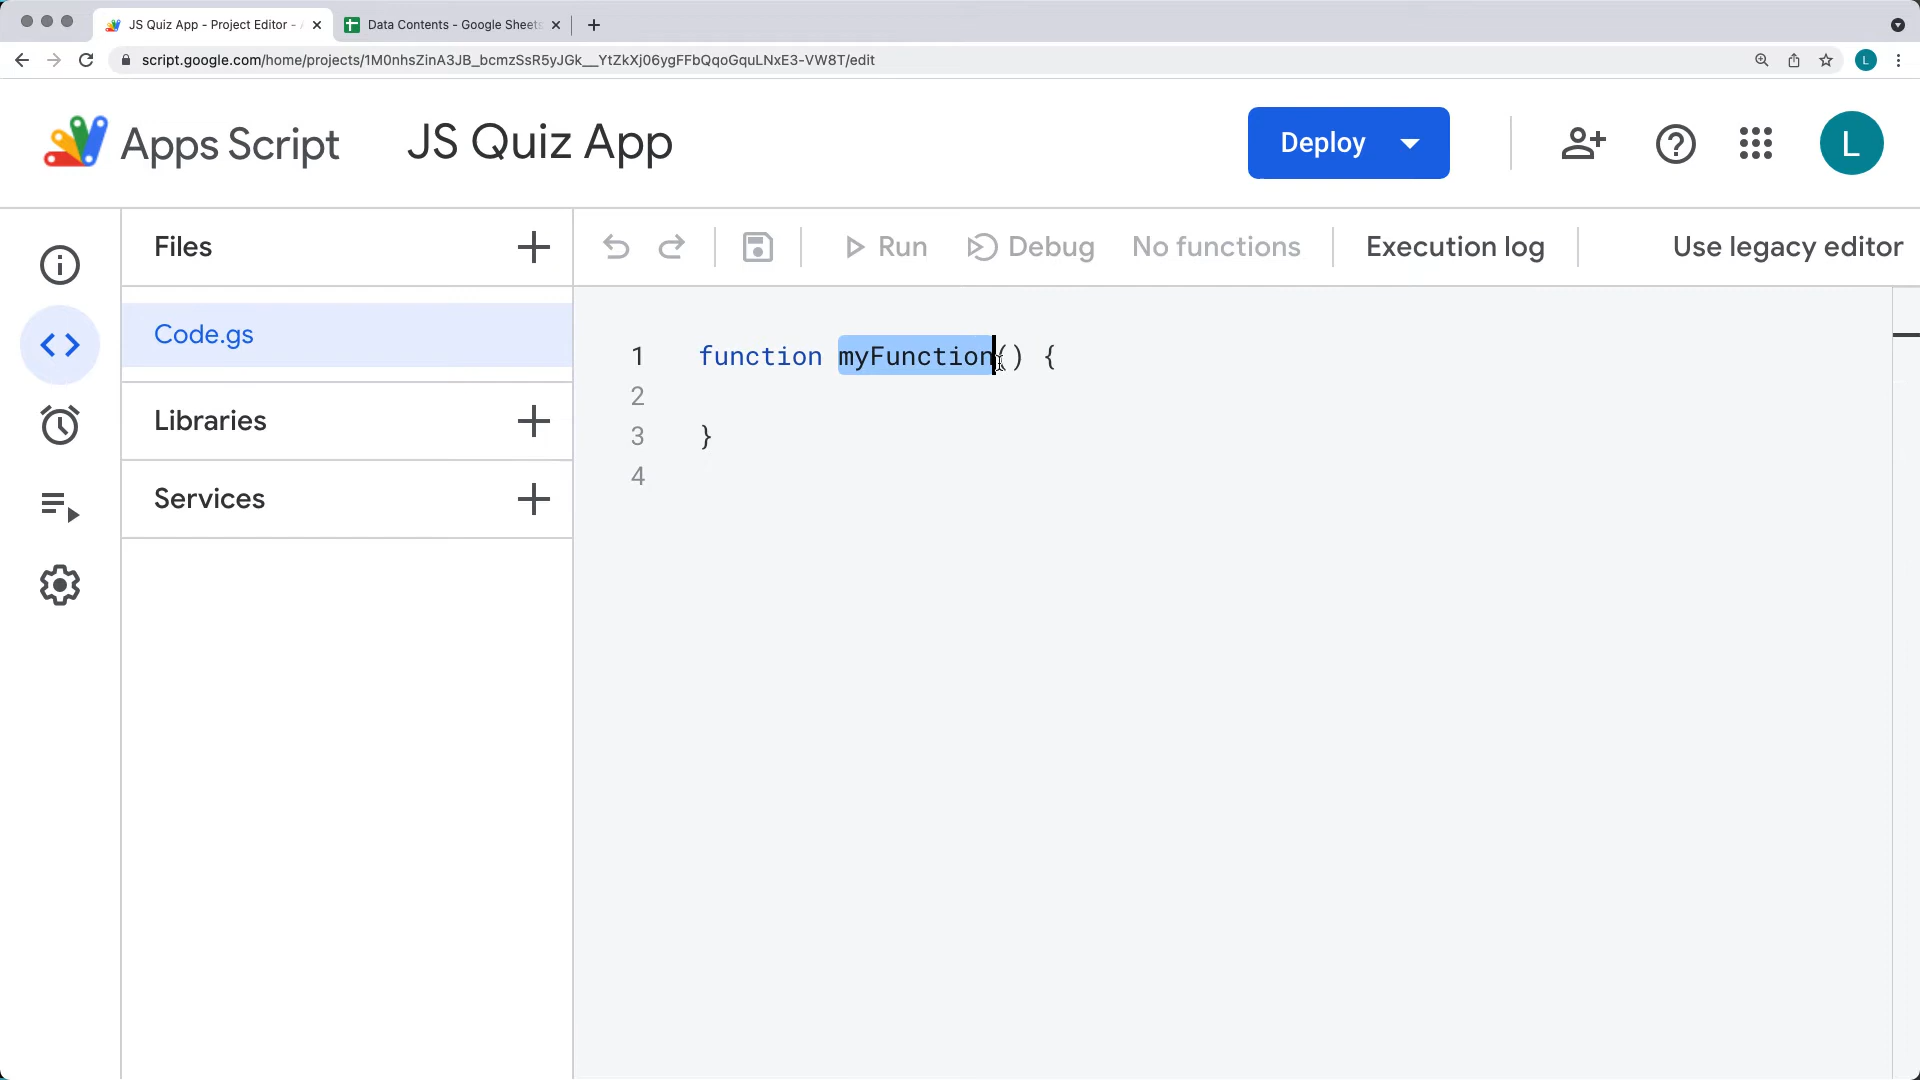 JS Quiz App - Project Editor -
Data Contents - Google Sheets
script.google.com/home/projects/1M0nhsZinA3JB_bcmzSsR5yJGk__YtZkXj06ygFFbQqoGquLNxE3-VW8T/edit
L
Apps Script
JS Quiz App
Deploy
L
Files
Run
Debug
No functions
Execution log
Use legacy editor
Code.gs
Libraries
Services
1 function myFunction() {
2
3 }
4